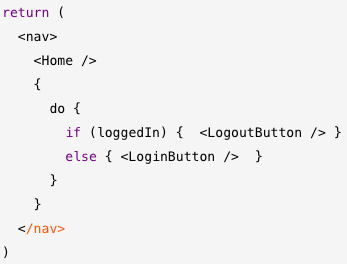 return (
  <nav>
    <Home />
    {
      do {
        if (loggedIn) {  <LogoutButton /> }
        else { <LoginButton />  }
      }
    }
  </nav>
)